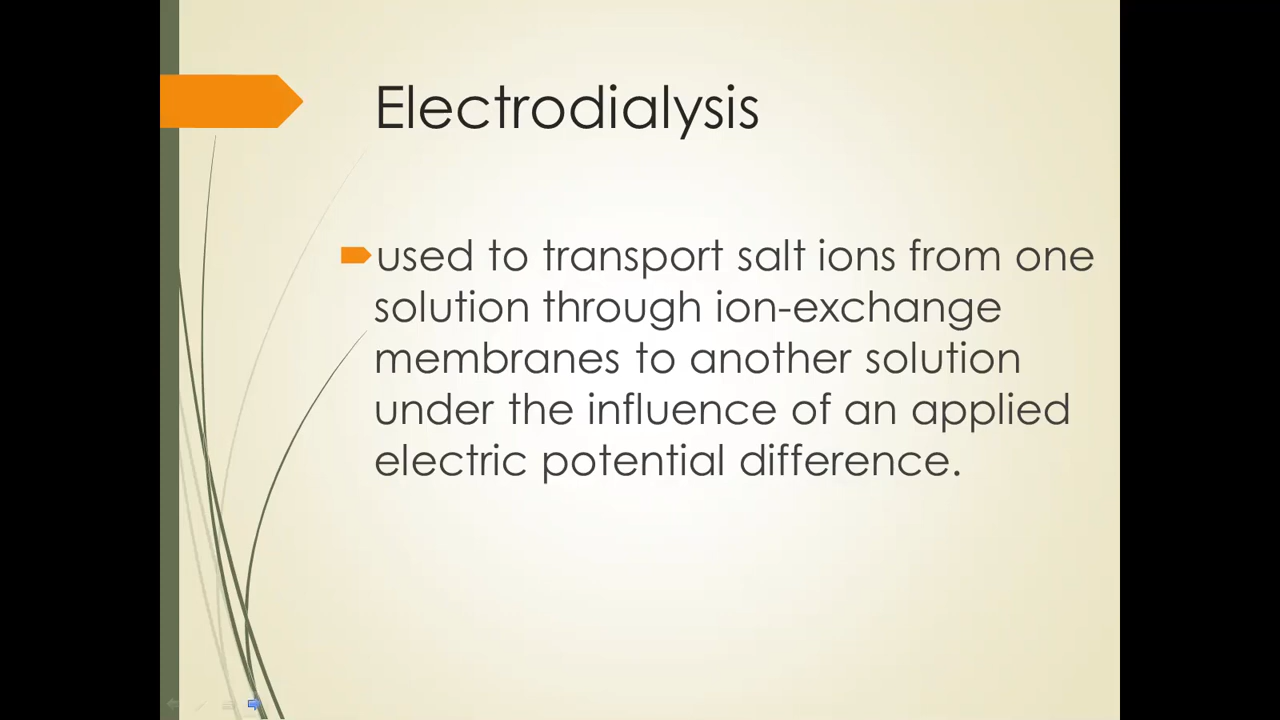 Electrodialysis
used to transport salt ions from one
solution through ion-exchange
membranes to another solution
under the influence of an applied
electric potential difference.